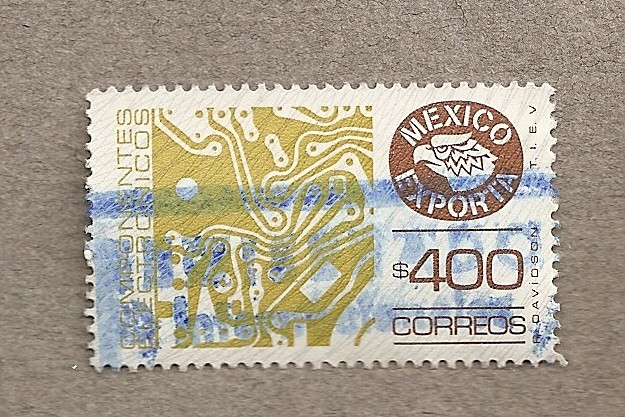 COMPONENTES
ELECTRONICOS
MEXICO
EXPORTA
$400
CORREOS
T.I.E.V
R. DAVIDSON